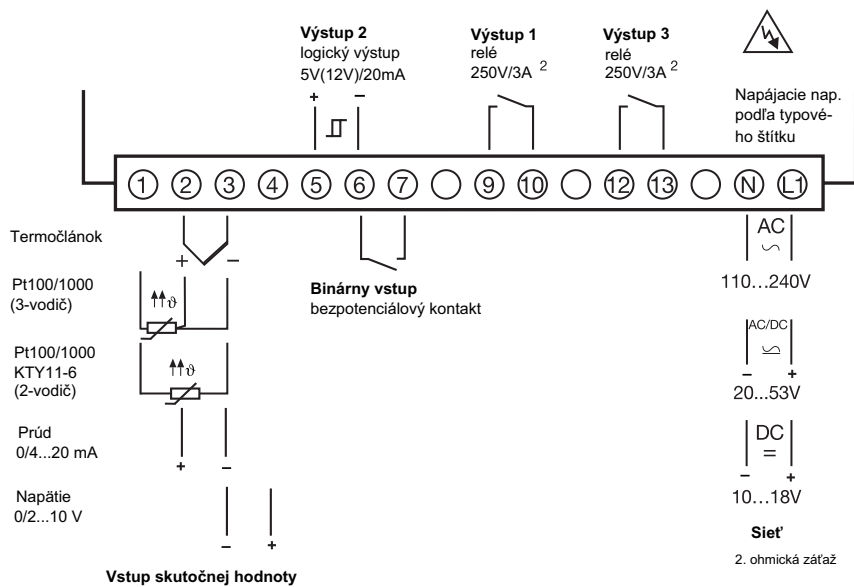 Výstup 2
logický výstup
5V(12V)/20mA
+ −
Výstup 1
relé
250V/3A 2
Výstup 3
relé
250V/3A 2
Napájacie nap.
podľa typové-
ho štítku
1 2 3 4 5 6 7 9 10 12 13 N L1
Termočlánok
+ −
Pt100/1000
(3-vodič)
ϑ
Pt100/1000
KTY11-6
(2-vodič)
ϑ
Prúd
0/4...20 mA
+ −
Napätie
0/2...10 V
− +
Vstup skutočnej hodnoty
Binárny vstup
bezpotenciálový kontakt
AC
110...240V
AC/DC
− +
20...53V
DC
=
− +
10...18V
Sieť
2. ohmická záťaž